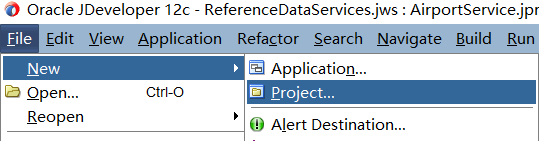 Oracle JDeveloper 12c - ReferenceDataServices.jws : AirportService.jpr
File Edit View Application Refactor Search Navigate Build Run
New
Open... Ctrl-O
Reopen
Application...
Project...
Alert Destination...